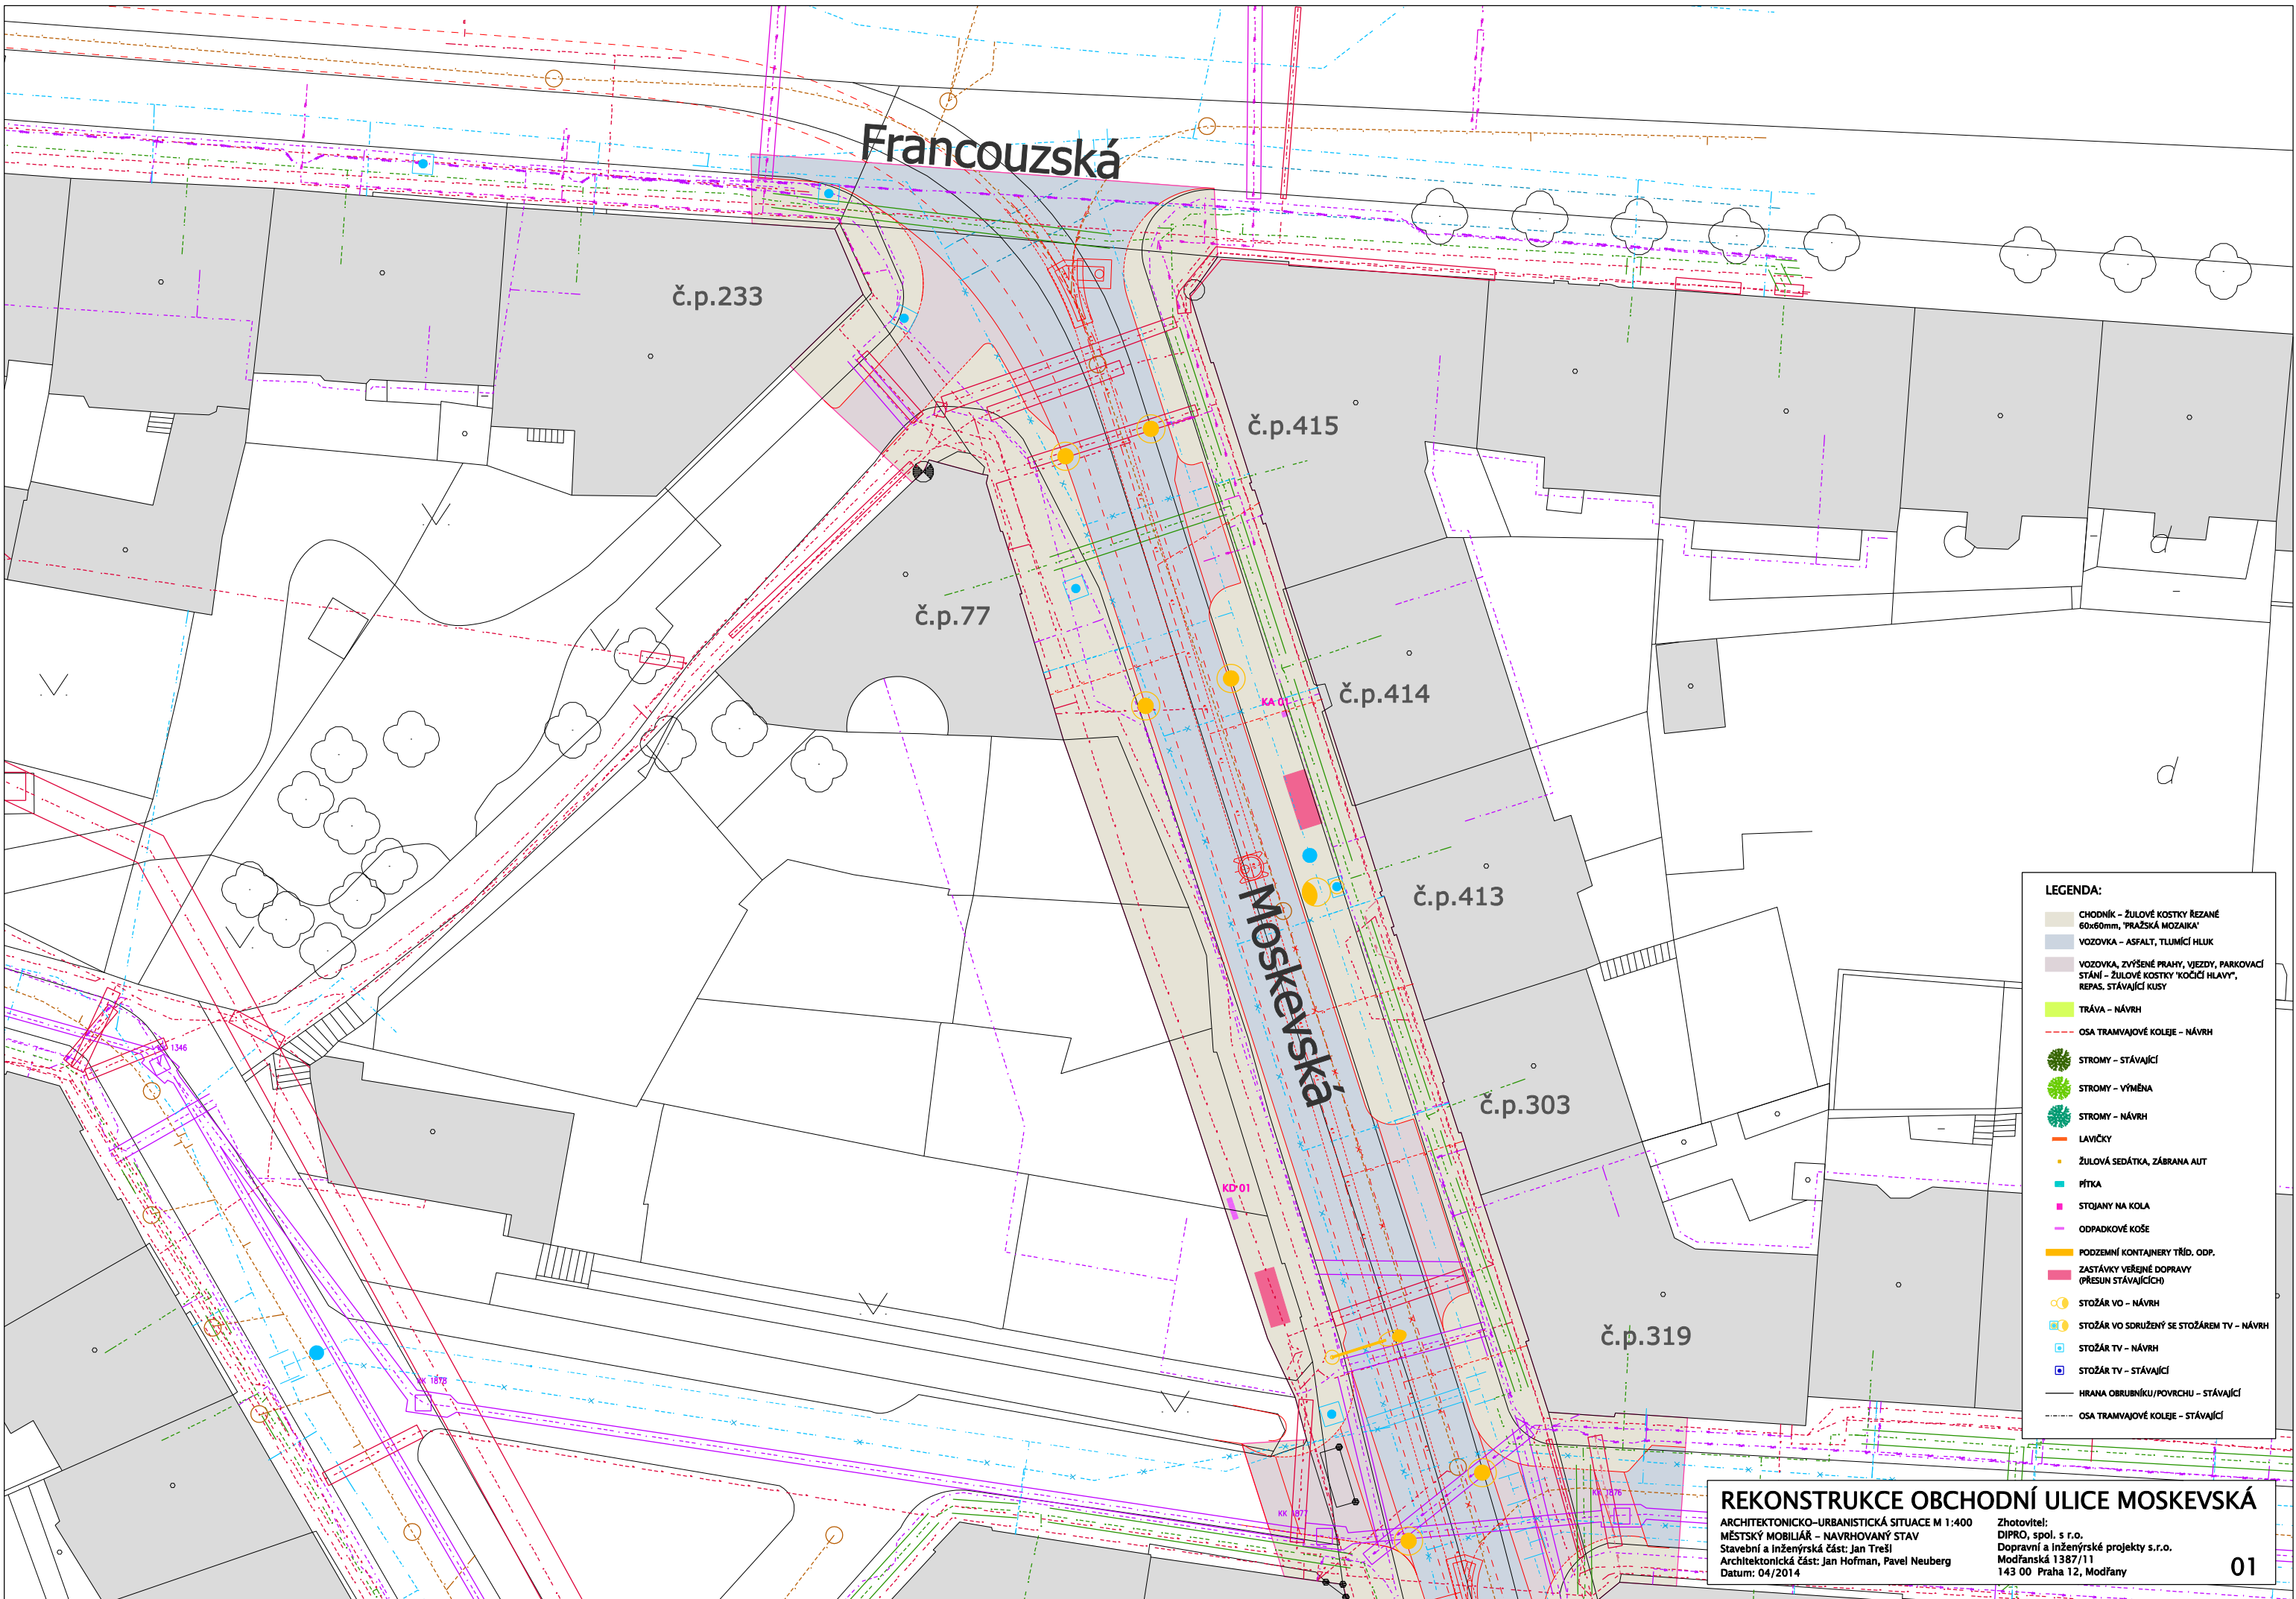 Francouzská
č.p.233
č.p.415
č.p.77
č.p.414
KA 01
č.p.413
Moskevská
č.p.303
KD 01
č.p.319
KK 1878
KK 1877
KK 1876
1346
LEGENDA:
CHODNÍK – ŽULOVÉ KOSTKY ŘEZANÉ
60x60mm, 'PRAŽSKÁ MOZAIKA'
VOZOVKA – ASFALT, TLUMÍCÍ HLUK
VOZOVKA, ZVÝŠENÉ PRAHY, VJEZDY, PARKOVACÍ
STÁNÍ – ŽULOVÉ KOSTKY 'KOČIČÍ HLAVY',
REPAS. STÁVAJÍCÍ KUSY
TRÁVA – NÁVRH
OSA TRAMVAJOVÉ KOLEJE – NÁVRH
STROMY – STÁVAJÍCÍ
STROMY – VÝMĚNA
STROMY – NÁVRH
LAVIČKY
ŽULOVÁ SEDÁTKA, ZÁBRANA AUT
PÍTKA
STOJANY NA KOLA
ODPADKOVÉ KOŠE
PODZEMNÍ KONTAJNERY TŘÍD. ODP.
ZASTÁVKY VEŘEJNÉ DOPRAVY
(PŘESUN STÁVAJÍCÍCH)
STOŽÁR VO – NÁVRH
STOŽÁR VO SDRUŽENÝ SE STOŽÁREM TV – NÁVRH
STOŽÁR TV – NÁVRH
STOŽÁR TV – STÁVAJÍCÍ
HRANA OBRUBNÍKU/POVRCHU – STÁVAJÍCÍ
OSA TRAMVAJOVÉ KOLEJE – STÁVAJÍCÍ
REKONSTRUKCE OBCHODNÍ ULICE MOSKEVSKÁ
ARCHITEKTONICKO–URBANISTICKÁ SITUACE M 1:400
MĚSTSKÝ MOBILIÁŘ – NAVRHOVANÝ STAV
Stavební a inženýrská část: Jan Trešl
Architektonická část: Jan Hofman, Pavel Neuberg
Datum: 04/2014
Zhotovitel:
DIPRO, spol. s r.o.
Dopravní a inženýrské projekty s.r.o.
Modřanská 1387/11
143 00 Praha 12, Modřany
01